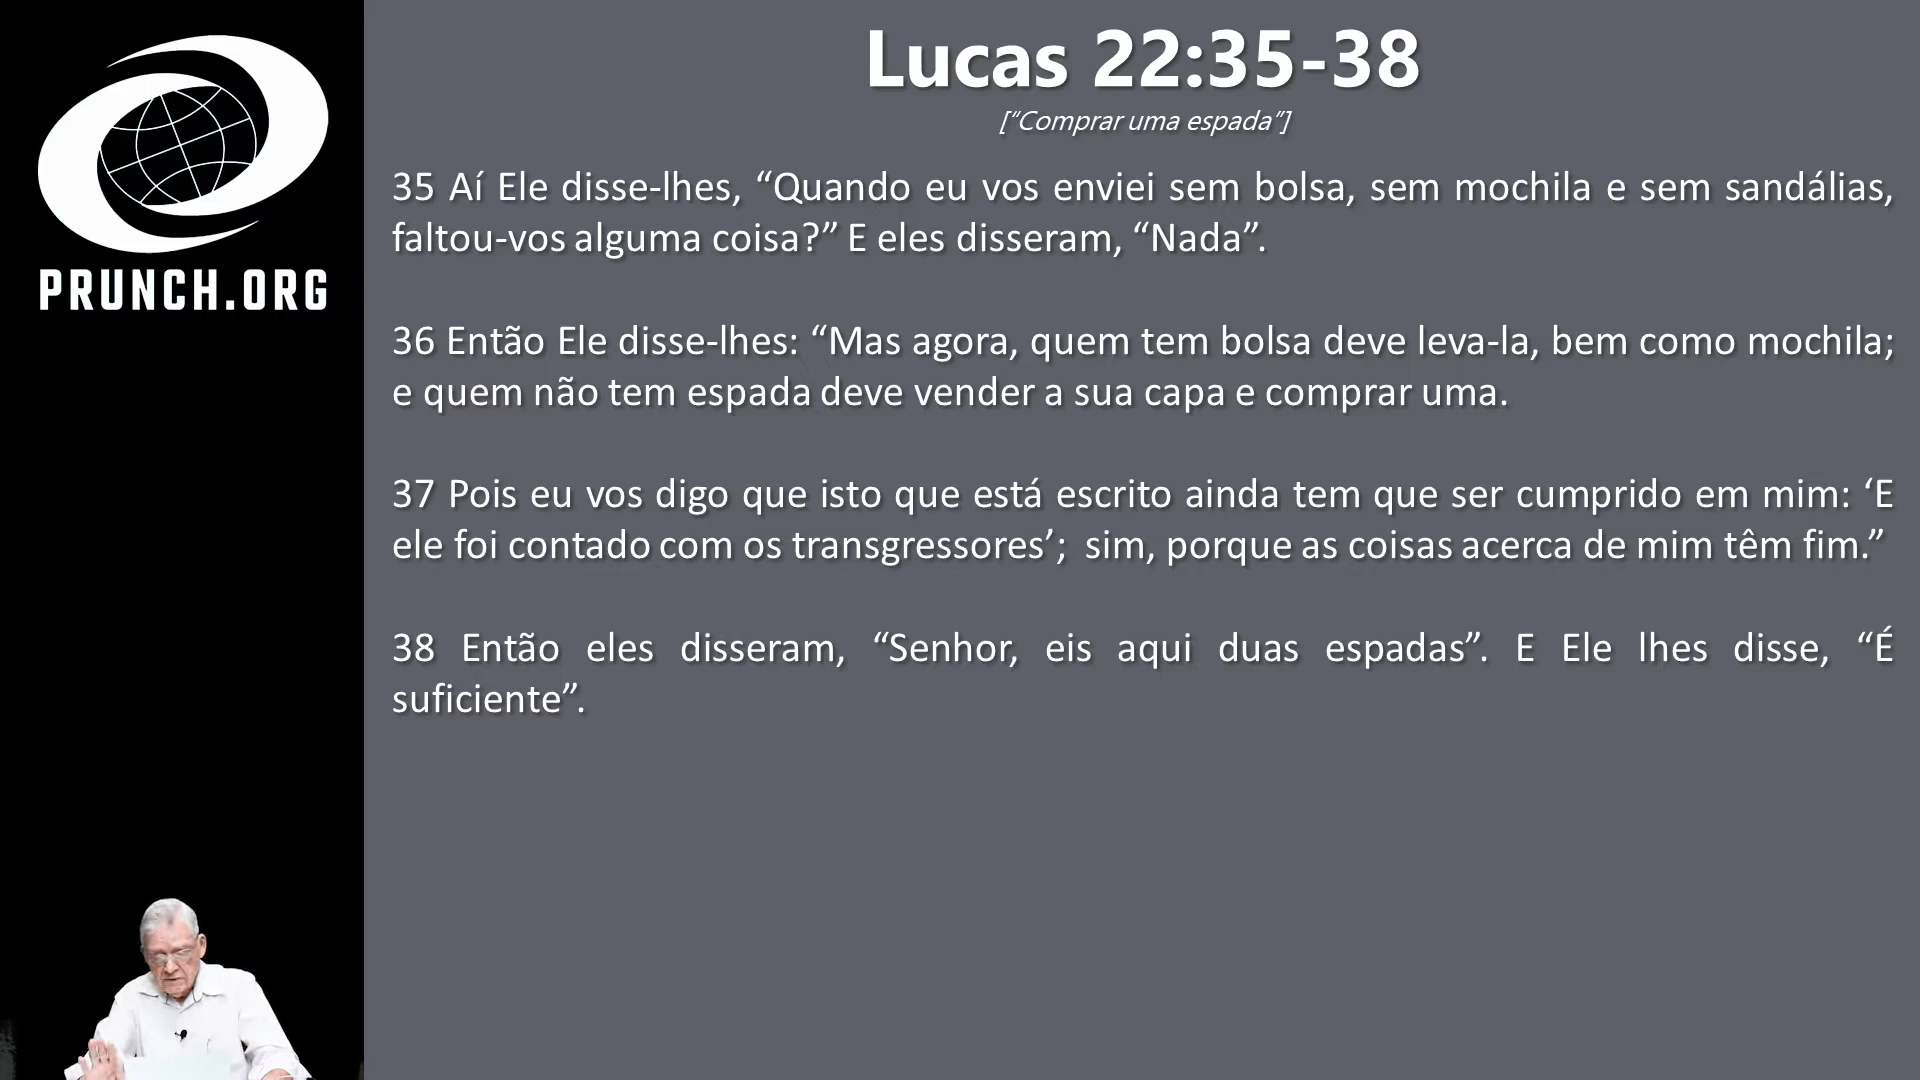 PRUNCH.ORG
Lucas 22:35-38
[“Comprar uma espada”]
35 Aí Ele disse-lhes, “Quando eu vos enviei sem bolsa, sem mochila e sem sandálias,
faltou-vos alguma coisa?” E eles disseram, “Nada”.
36 Então Ele disse-lhes: “Mas agora, quem tem bolsa deve leva-la, bem como mochila;
e quem não tem espada deve vender a sua capa e comprar uma.
37 Pois eu vos digo que isto que está escrito ainda tem que ser cumprido em mim: ‘E
ele foi contado com os transgressores’; sim, porque as coisas acerca de mim têm fim.”
38 Então eles disseram, “Senhor, eis aqui duas espadas”. E Ele lhes disse, “É
suficiente”.